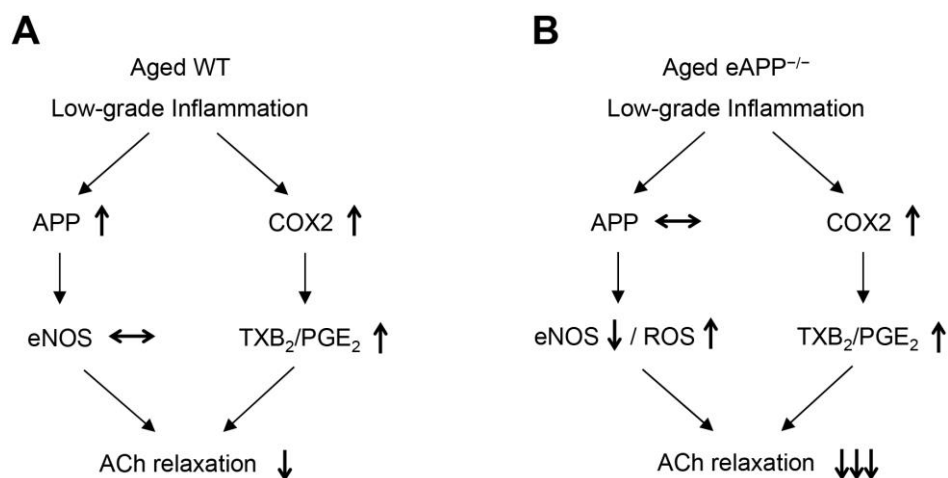 A
Aged WT
Low-grade Inflammation
APP ↑
COX2 ↑
eNOS ↔
TXB₂/PGE₂ ↑
ACh relaxation ↓
B
Aged eAPP⁻/⁻
Low-grade Inflammation
APP ↔
COX2 ↑
eNOS ↓ / ROS ↑
TXB₂/PGE₂ ↑
ACh relaxation ↓↓↓